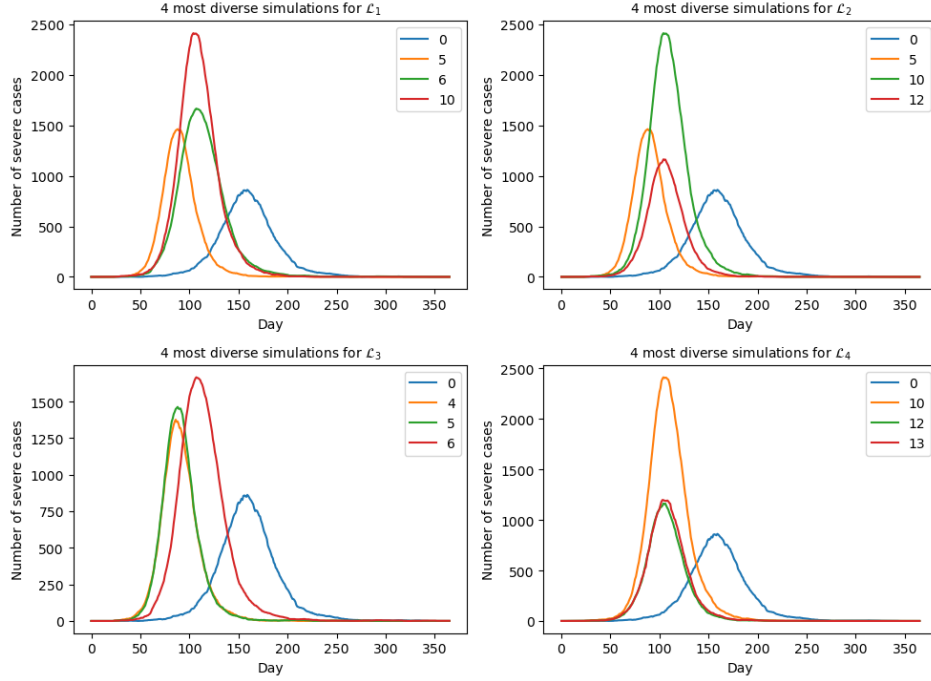 4 most diverse simulations for ℒ₁
Number of severe cases
2500
2000
1500
1000
500
0
0
5
6
10
0 50 100 150 200 250 300 350
Day
4 most diverse simulations for ℒ₂
Number of severe cases
2500
2000
1500
1000
500
0
0
5
10
12
0 50 100 150 200 250 300 350
Day
4 most diverse simulations for ℒ₃
Number of severe cases
1500
1250
1000
750
500
250
0
0
4
5
6
0 50 100 150 200 250 300 350
Day
4 most diverse simulations for ℒ₄
Number of severe cases
2500
2000
1500
1000
500
0
0
10
12
13
0 50 100 150 200 250 300 350
Day